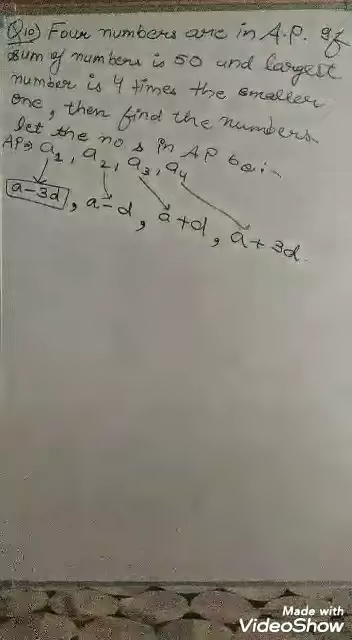 Q10) Four numbers are in A.P. If
sum of numbers is 50 and largest
number is 4 times the smaller
one, then find the numbers
let the no s in AP be:-
AP⇒ a1, a2, a3, a4
a-3d, a-d, a+d, a+3d
Made with
VideoShow